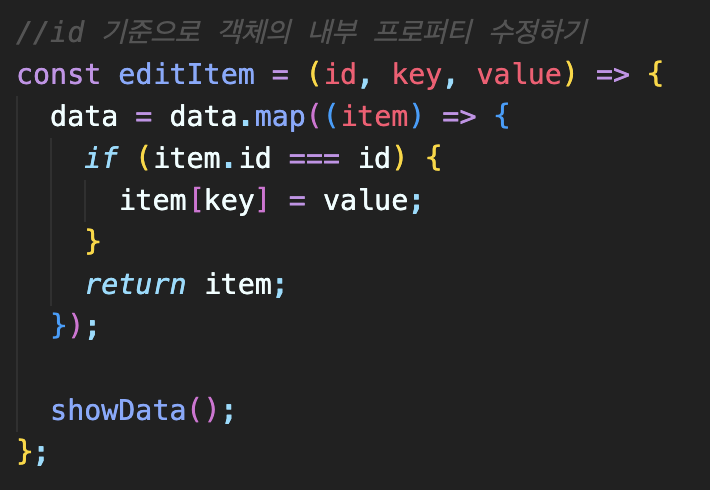 //id 기준으로 객체의 내부 프로퍼티 수정하기
const editItem = (id, key, value) => {
  data = data.map((item) => {
    if (item.id === id) {
      item[key] = value;
    }
    return item;
  });

  showData();
};